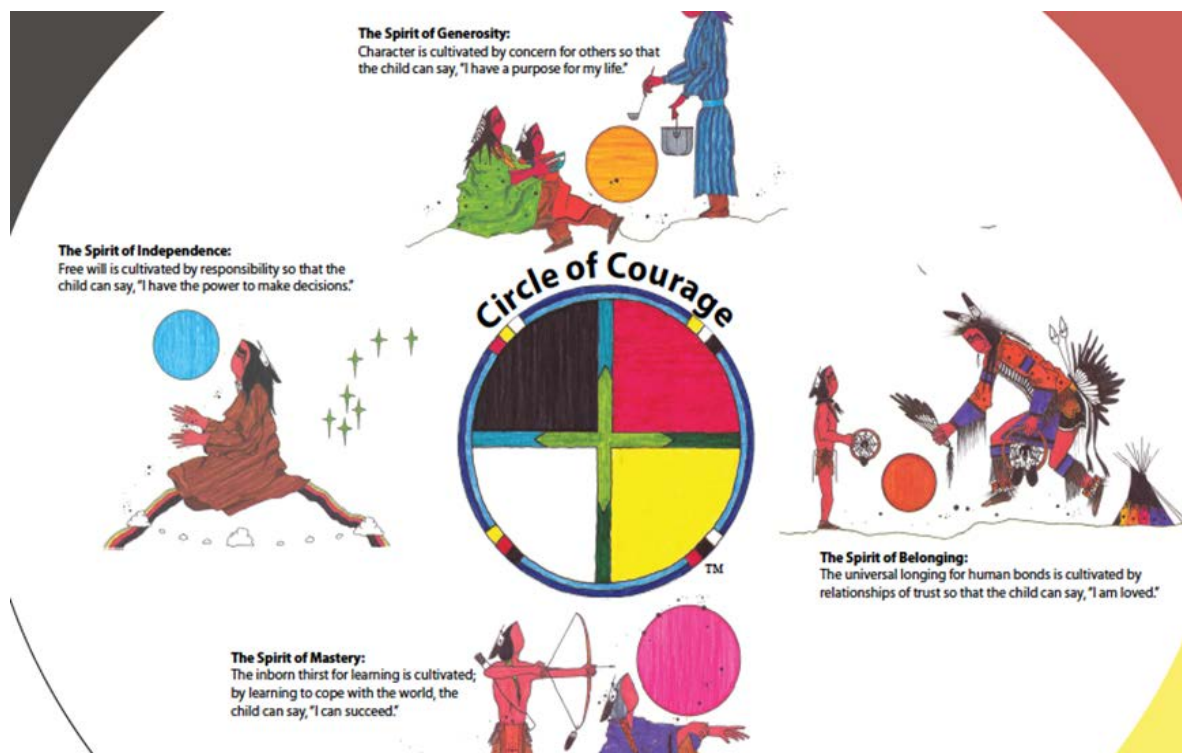 The Spirit of Generosity:
Character is cultivated by concern for others so that
the child can say, “I have a purpose for my life.”
The Spirit of Independence:
Free will is cultivated by responsibility so that the
child can say, “I have the power to make decisions.”
Circle of Courage
TM
The Spirit of Belonging:
The universal longing for human bonds is cultivated by
relationships of trust so that the child can say, “I am loved.”
The Spirit of Mastery:
The inborn thirst for learning is cultivated;
by learning to cope with the world, the
child can say, “I can succeed.”